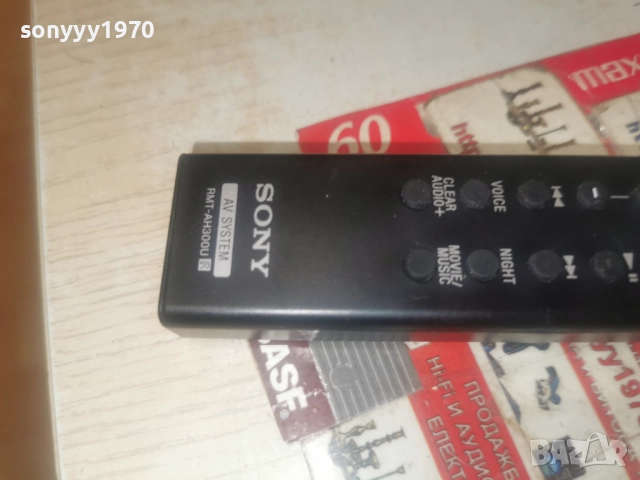 sonyyy1970
sonyyy1970
SONY
AV SYSTEM
RMT-AH300U
CLEAR
AUDIO+
VOICE
MOVIE/
MUSIC
NIGHT
60
max
BASF
ПРОДАЖБ
HI-FI И АУДИО
ЕЛЕКТ
bazar